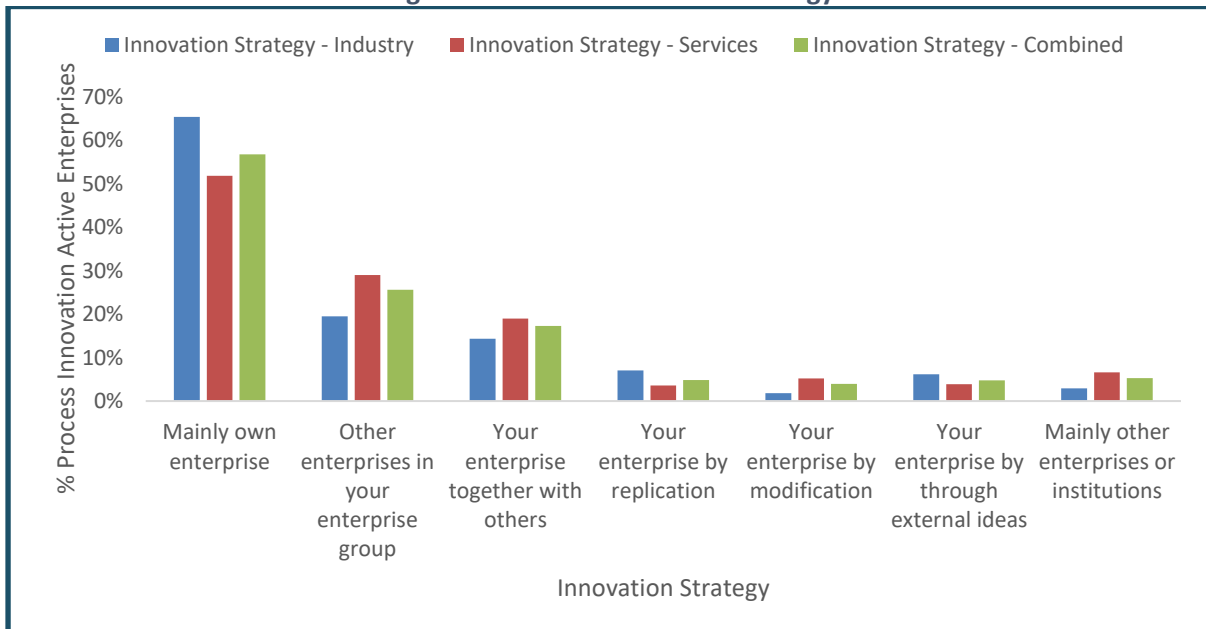 Innovation Strategy - Industry Innovation Strategy - Services Innovation Strategy - Combined
% Process Innovation Active Enterprises
70%
60%
50%
40%
30%
20%
10%
0%
Mainly own
enterprise
Other
enterprises in
your
enterprise
group
Your
enterprise
together with
others
Your
enterprise by
replication
Your
enterprise by
modification
Your
enterprise by
through
external ideas
Mainly other
enterprises or
institutions
Innovation Strategy